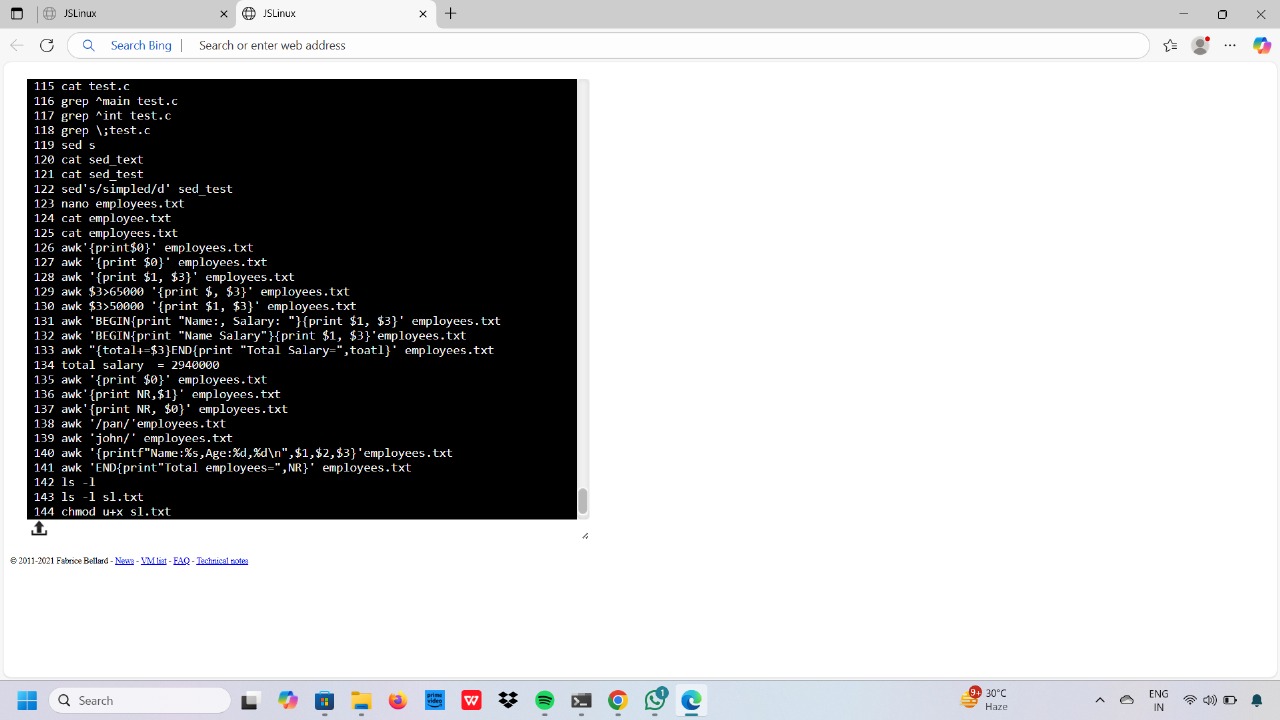 JSLinux
JSLinux
Search Bing
Search or enter web address
115 cat test.c
116 grep ^main test.c
117 grep ^int test.c
118 grep \;test.c
119 sed s
120 cat sed_text
121 cat sed_test
122 sed's/simpled/d' sed_test
123 nano employees.txt
124 cat employee.txt
125 cat employees.txt
126 awk'{print$0}' employees.txt
127 awk '{print $0}' employees.txt
128 awk '{print $1, $3}' employees.txt
129 awk $3>65000 '{print $, $3}' employees.txt
130 awk $3>50000 '{print $1, $3}' employees.txt
131 awk 'BEGIN{print "Name:, Salary: "}{print $1, $3}' employees.txt
132 awk 'BEGIN{print "Name Salary"}{print $1, $3}'employees.txt
133 awk "{total+=$3}END{print "Total Salary=",toatl}' employees.txt
134 total salary  = 2940000
135 awk '{print $0}' employees.txt
136 awk'{print NR,$1}' employees.txt
137 awk'{print NR, $0}' employees.txt
138 awk '/pan/'employees.txt
139 awk 'john/' employees.txt
140 awk '{printf"Name:%s,Age:%d,%d\n",$1,$2,$3}'employees.txt
141 awk 'END{print"Total employees=",NR}' employees.txt
142 ls -l
143 ls -l sl.txt
144 chmod u+x sl.txt
© 2011-2021 Fabrice Bellard - News - VM list - FAQ - Technical notes
Search
prime video
W
1
9+
30°C
Haze
ENG
IN